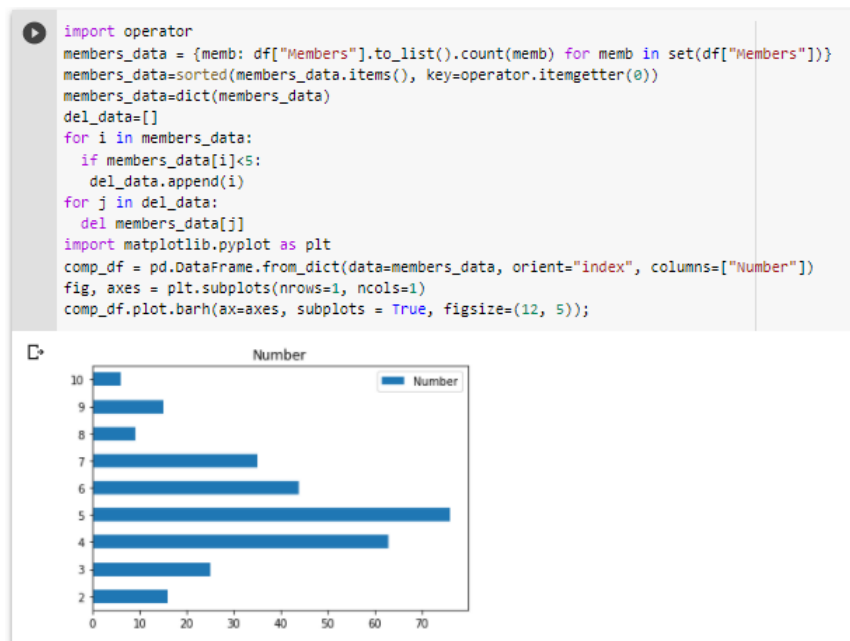 import operator
members_data = {memb: df["Members"].to_list().count(memb) for memb in set(df["Members"])}
members_data=sorted(members_data.items(), key=operator.itemgetter(0))
members_data=dict(members_data)
del_data=[]
for i in members_data:
  if members_data[i]<5:
   del_data.append(i)
for j in del_data:
  del members_data[j]
import matplotlib.pyplot as plt
comp_df = pd.DataFrame.from_dict(data=members_data, orient="index", columns=["Number"])
fig, axes = plt.subplots(nrows=1, ncols=1)
comp_df.plot.barh(ax=axes, subplots = True, figsize=(12, 5));
Number
Number
10
9
8
7
6
5
4
3
2
0 10 20 30 40 50 60 70